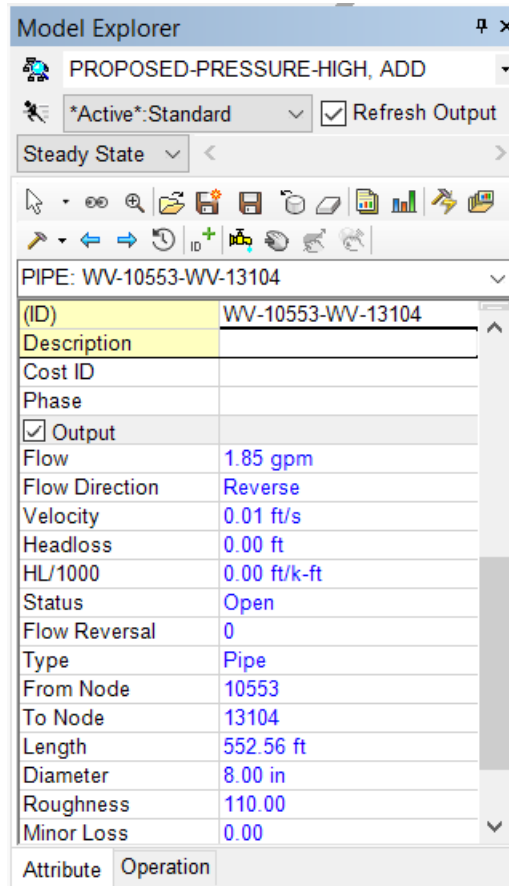 Model Explorer
PROPOSED-PRESSURE-HIGH, ADD
*Active*:Standard Refresh Output
Steady State
ID
PIPE: WV-10553-WV-13104
(ID) WV-10553-WV-13104
Description
Cost ID
Phase
Output
Flow 1.85 gpm
Flow Direction Reverse
Velocity 0.01 ft/s
Headloss 0.00 ft
HL/1000 0.00 ft/k-ft
Status Open
Flow Reversal 0
Type Pipe
From Node 10553
To Node 13104
Length 552.56 ft
Diameter 8.00 in
Roughness 110.00
Minor Loss 0.00
Attribute Operation